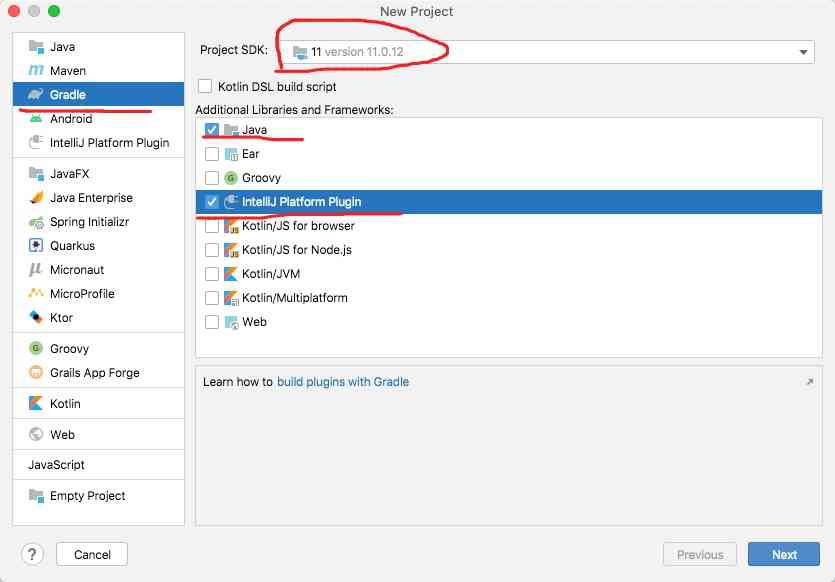 New Project
Java
Maven
Gradle
Android
IntelliJ Platform Plugin
JavaFX
Java Enterprise
Spring Initializr
Quarkus
Micronaut
MicroProfile
Ktor
Groovy
Grails App Forge
Kotlin
Web
JavaScript
Empty Project
Project SDK: 11 version 11.0.12
Kotlin DSL build script
Additional Libraries and Frameworks:
Java
Ear
Groovy
IntelliJ Platform Plugin
Kotlin/JS for browser
Kotlin/JS for Node.js
Kotlin/JVM
Kotlin/Multiplatform
Web
Learn how to build plugins with Gradle
? Cancel Previous Next